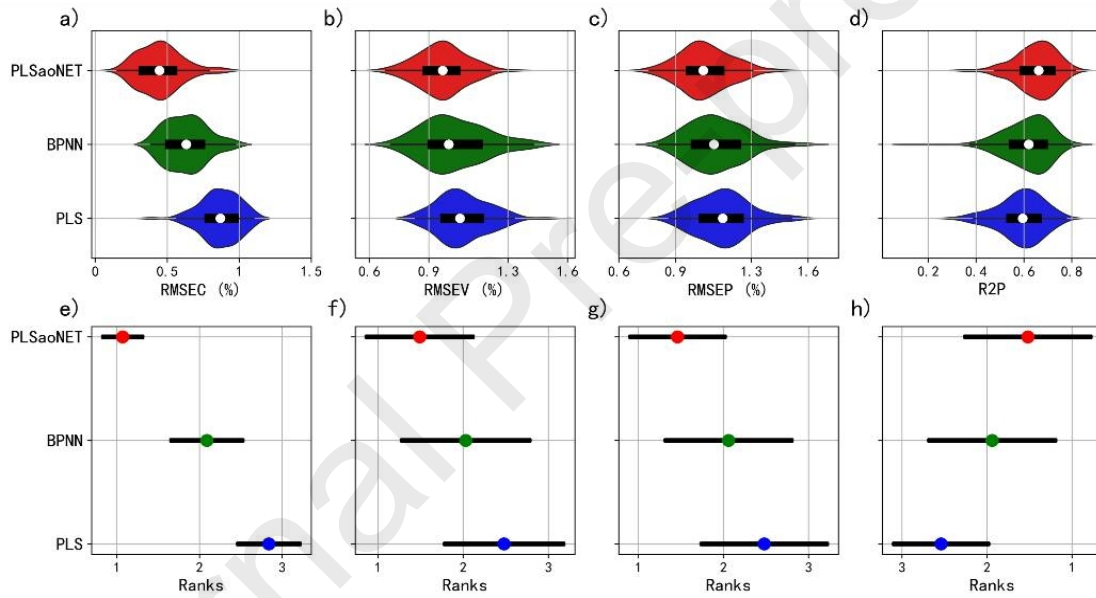 a) b) c) d)
PLSaoNET
BPNN
PLS
0 0.5 1 1.5 0.6 0.9 1.3 1.6 0.6 0.9 1.3 1.6 0.2 0.4 0.6 0.8
RMSEC (%) RMSEV (%) RMSEP (%) R2P
e) f) g) h)
PLSaoNET
BPNN
PLS
1 2 3 1 2 3 1 2 3 3 2 1
Ranks Ranks Ranks Ranks